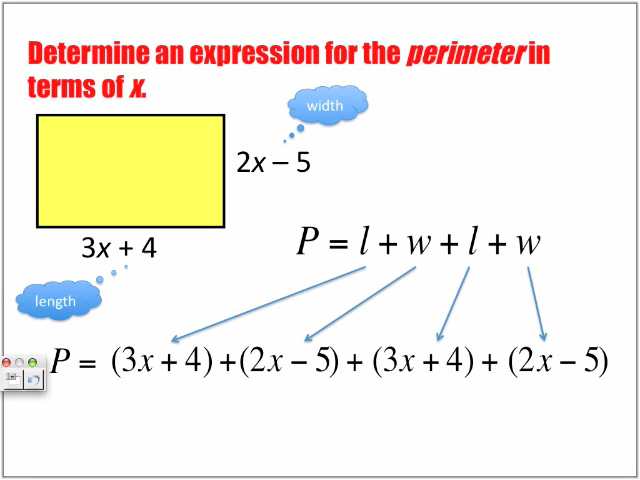 Determine an expression for the perimeter in
terms of x.
width
2x – 5
3x + 4
P = l + w + l + w
length
P = (3x + 4) + (2x − 5) + (3x + 4) + (2x − 5)